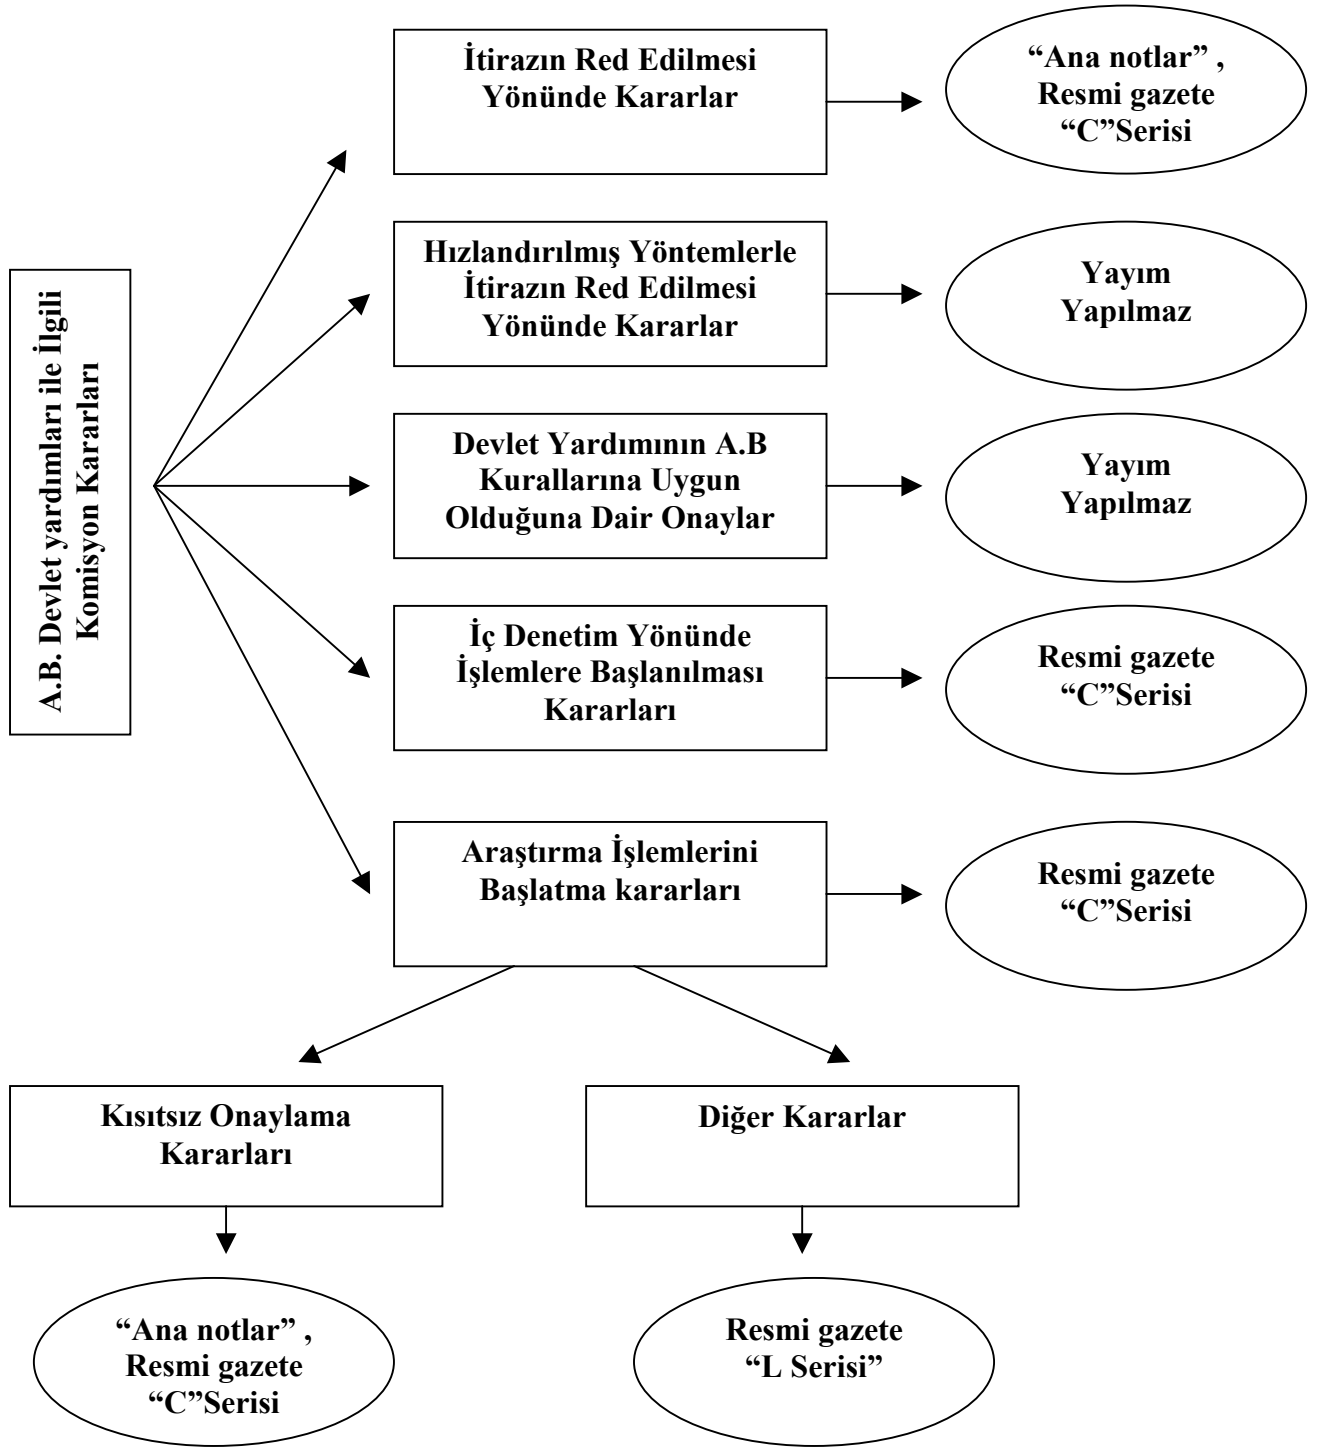 A.B. Devlet yardımları ile İlgili
Komisyon Kararları
İtirazın Red Edilmesi
Yönünde Kararlar
“Ana notlar” ,
Resmi gazete
“C”Serisi
Hızlandırılmış Yöntemlerle
İtirazın Red Edilmesi
Yönünde Kararlar
Yayım
Yapılmaz
Devlet Yardımının A.B
Kurallarına Uygun
Olduğuna Dair Onaylar
Yayım
Yapılmaz
İç Denetim Yönünde
İşlemlere Başlanılması
Kararları
Resmi gazete
“C”Serisi
Araştırma İşlemlerini
Başlatma kararları
Resmi gazete
“C”Serisi
Kısıtsız Onaylama
Kararları
Diğer Kararlar
“Ana notlar” ,
Resmi gazete
“C”Serisi
Resmi gazete
“L Serisi”